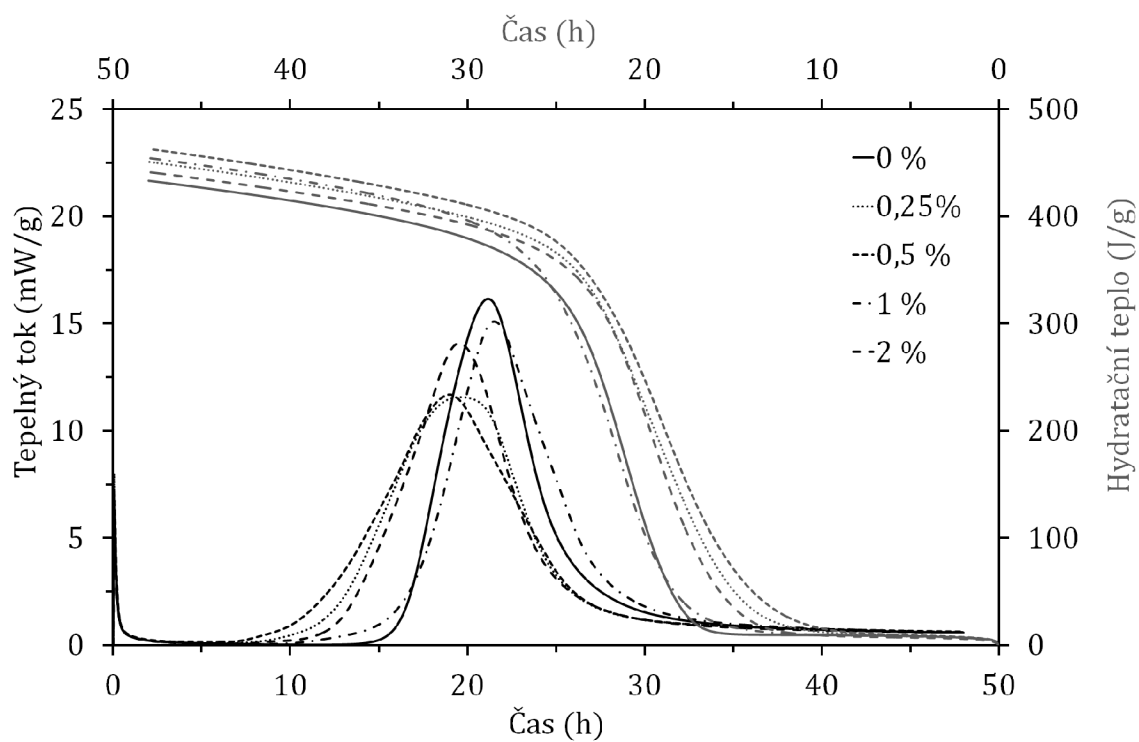 Čas (h)
50 40 30 20 10 0
25 500
20 400
15 300
10 200
5 100
0 0
Tepelný tok (mW/g)
Hydratační teplo (J/g)
0 %
0,25%
0,5 %
1 %
2 %
0 10 20 30 40 50
Čas (h)